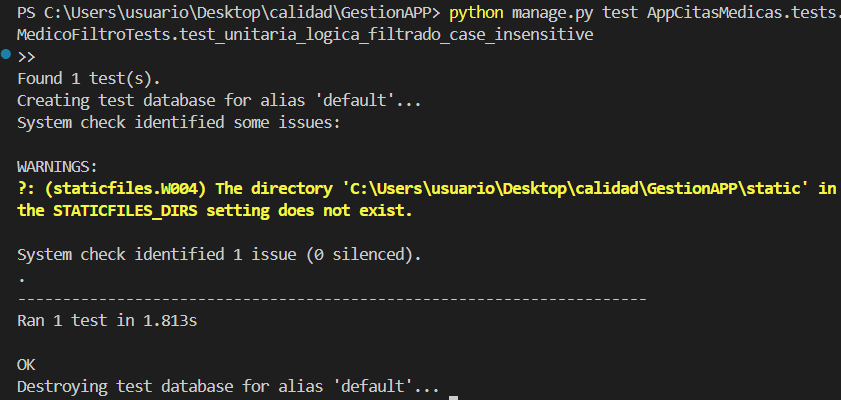 PS C:\Users\usuario\Desktop\calidad\GestionAPP> python manage.py test AppCitasMedicas.tests.
MedicoFiltroTests.test_unitaria_logica_filtrado_case_insensitive
>>
Found 1 test(s).
Creating test database for alias 'default'...
System check identified some issues:
WARNINGS:
?: (staticfiles.W004) The directory 'C:\Users\usuario\Desktop\calidad\GestionAPP\static' in
the STATICFILES_DIRS setting does not exist.
System check identified 1 issue (0 silenced).
.
----------------------------------------------------------------------
Ran 1 test in 1.813s
OK
Destroying test database for alias 'default'...